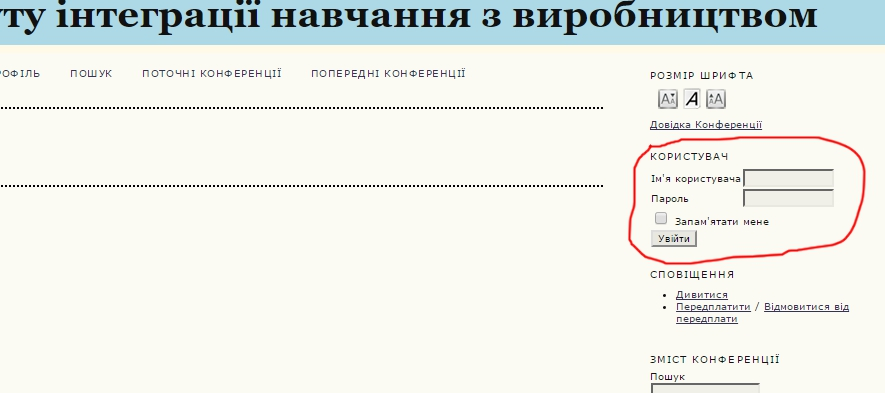 ту інтеграції навчання з виробництвом
РОФІЛЬ ПОШУК ПОТОЧНІ КОНФЕРЕНЦІЇ ПОПЕРЕДНІ КОНФЕРЕНЦІЇ
РОЗМІР ШРИФТА
A A A
Довідка Конференції
КОРИСТУВАЧ
Ім'я користувача
Пароль
Запам'ятати мене
Увійти
СПОВІЩЕННЯ
Дивитися
Передплатити / Відмовитися від
передплати
ЗМІСТ КОНФЕРЕНЦІЇ
Пошук